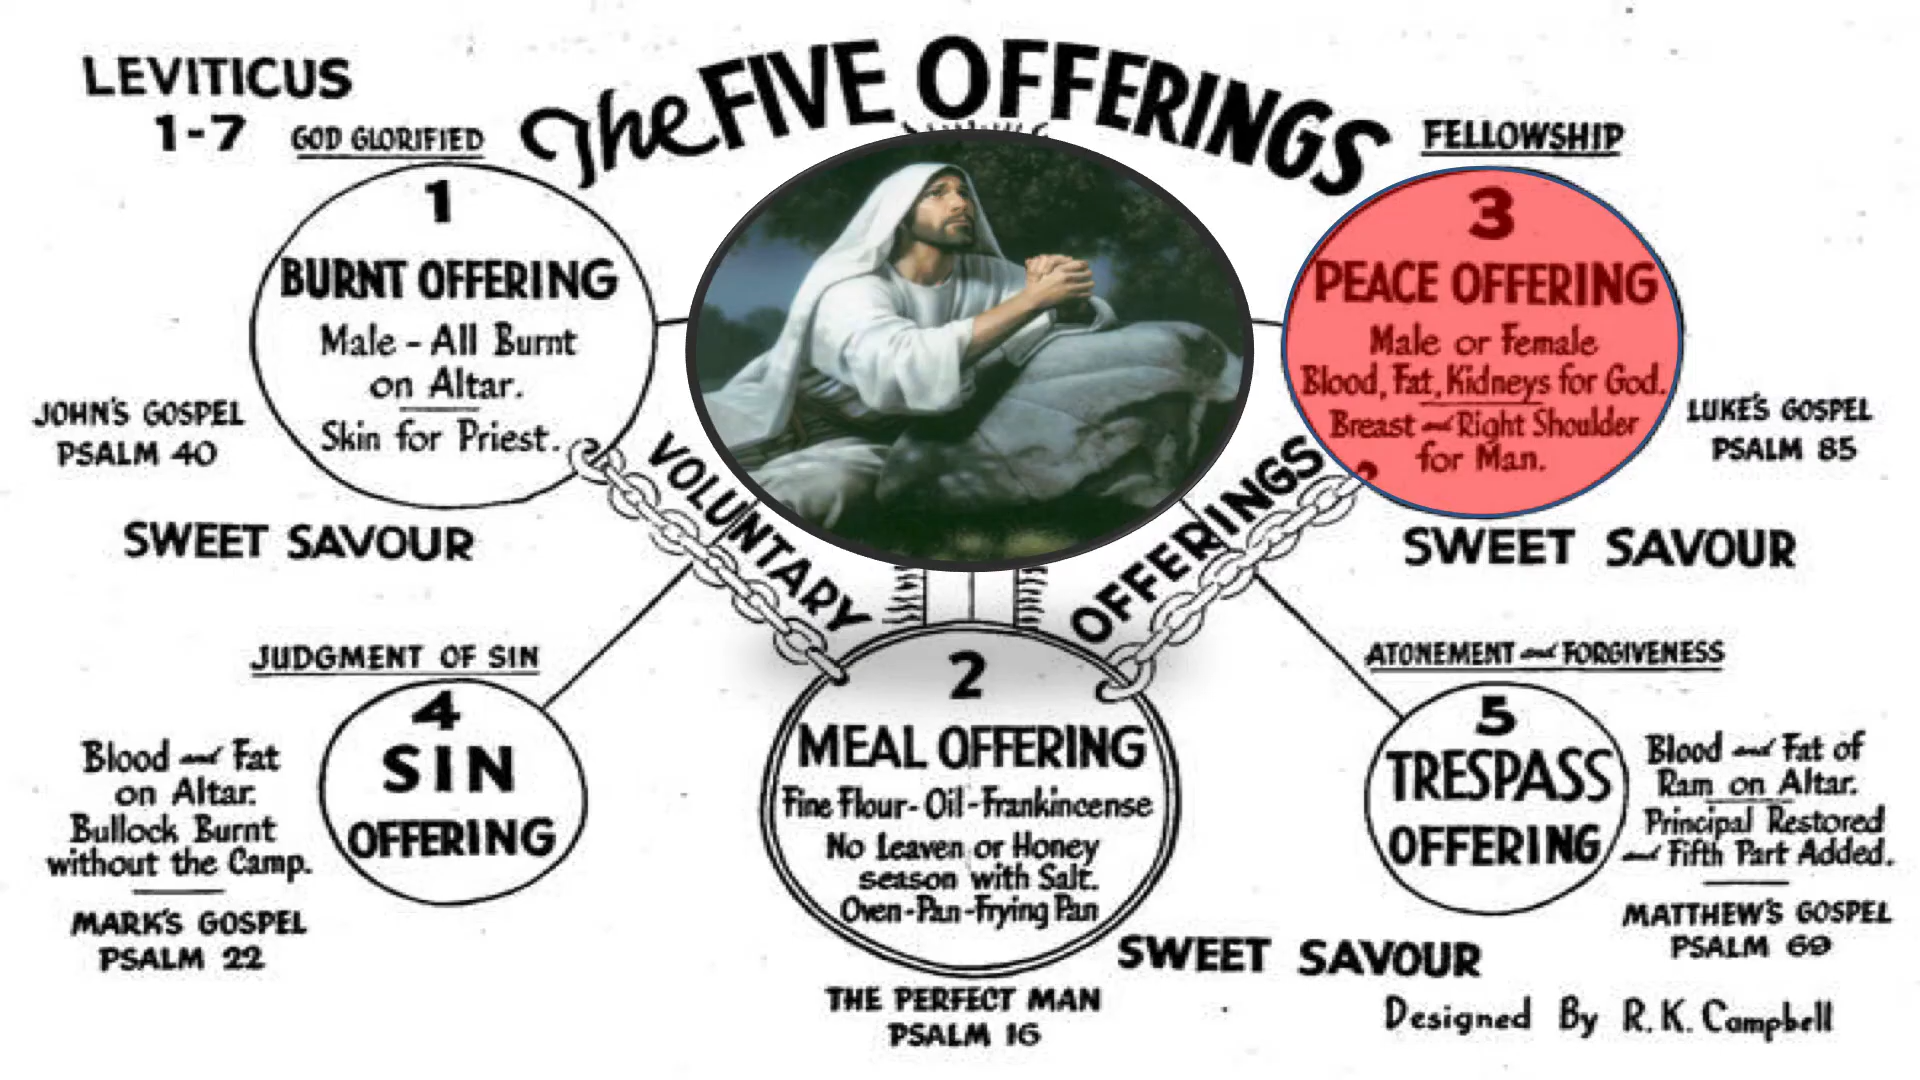 LEVITICUS
1-7
The FIVE OFFERINGS
GOD GLORIFIED
1
BURNT OFFERING
Male - All Burnt
on Altar.
Skin for Priest.
JOHN'S GOSPEL
PSALM 40
SWEET SAVOUR
FELLOWSHIP
3
PEACE OFFERING
Male or Female
Blood, Fat, Kidneys for God.
Breast and Right Shoulder
for Man.
LUKE'S GOSPEL
PSALM 85
SWEET SAVOUR
VOLUNTARY
OFFERINGS
JUDGMENT OF SIN
4
SIN
OFFERING
Blood and Fat
on Altar.
Bullock Burnt
without the Camp.
MARK'S GOSPEL
PSALM 22
2
MEAL OFFERING
Fine Flour - Oil - Frankincense
No Leaven or Honey
season with Salt.
Oven - Pan - Frying Pan
THE PERFECT MAN
PSALM 16
SWEET SAVOUR
ATONEMENT and FORGIVENESS
5
TRESPASS
OFFERING
Blood and Fat of
Ram on Altar.
Principal Restored
and Fifth Part Added.
MATTHEW'S GOSPEL
PSALM 69
Designed By R. K. Campbell